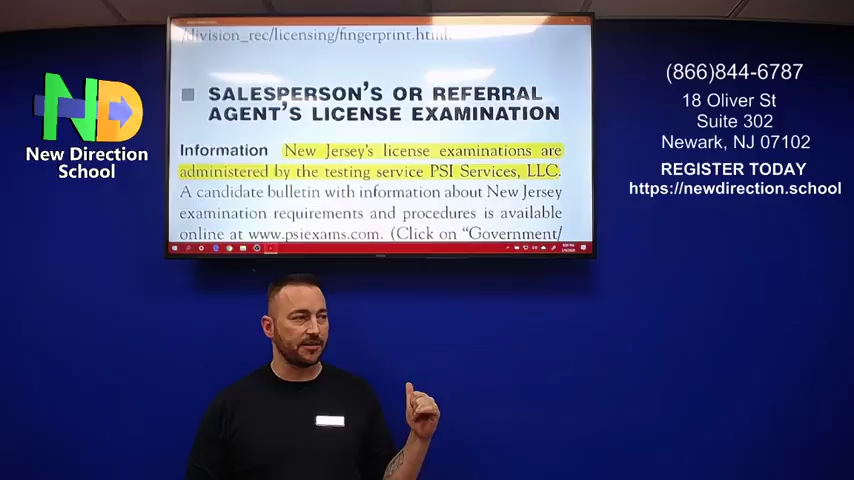 /division_rec/licensing/fingerprint.html.
SALESPERSON'S OR REFERRAL
AGENT'S LICENSE EXAMINATION
Information New Jersey's license examinations are
administered by the testing service PSI Services, LLC.
A candidate bulletin with information about New Jersey
examination requirements and procedures is available
online at www.psiexams.com. (Click on "Government/
ND
New Direction
School
(866)844-6787
18 Oliver St
Suite 302
Newark, NJ 07102
REGISTER TODAY
https://newdirection.school